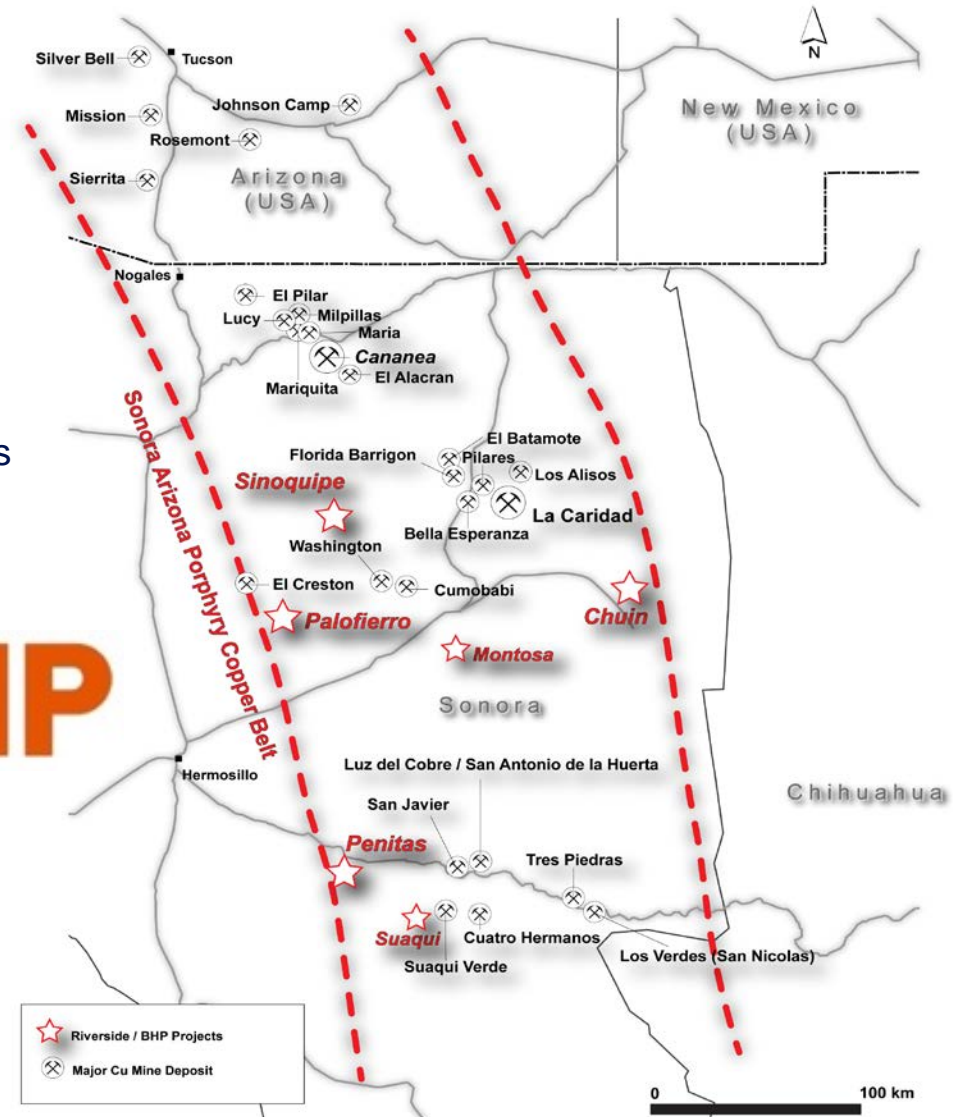 Silver Bell
Tucson
N
Mission
Johnson Camp
New Mexico
(USA)
Rosemont
Sierrita
Arizona
(USA)
Nogales
El Pilar
Lucy
Milpillas
Maria
Cananea
El Alacran
Mariquita
Sonora Arizona Porphyry Copper Belt
s
El Batamote
Florida Barrigon
Pilares
Los Alisos
Sinoquipe
La Caridad
Bella Esperanza
Washington
El Creston
Cumobabi
Palofierro
Chuin
Montosa
HP
Sonora
Hermosillo
Luz del Cobre / San Antonio de la Huerta
Chihuahua
San Javier
Penitas
Tres Piedras
Suaqui
Cuatro Hermanos
Los Verdes (San Nicolas)
Suaqui Verde
Riverside / BHP Projects
Major Cu Mine Deposit
0 100 km